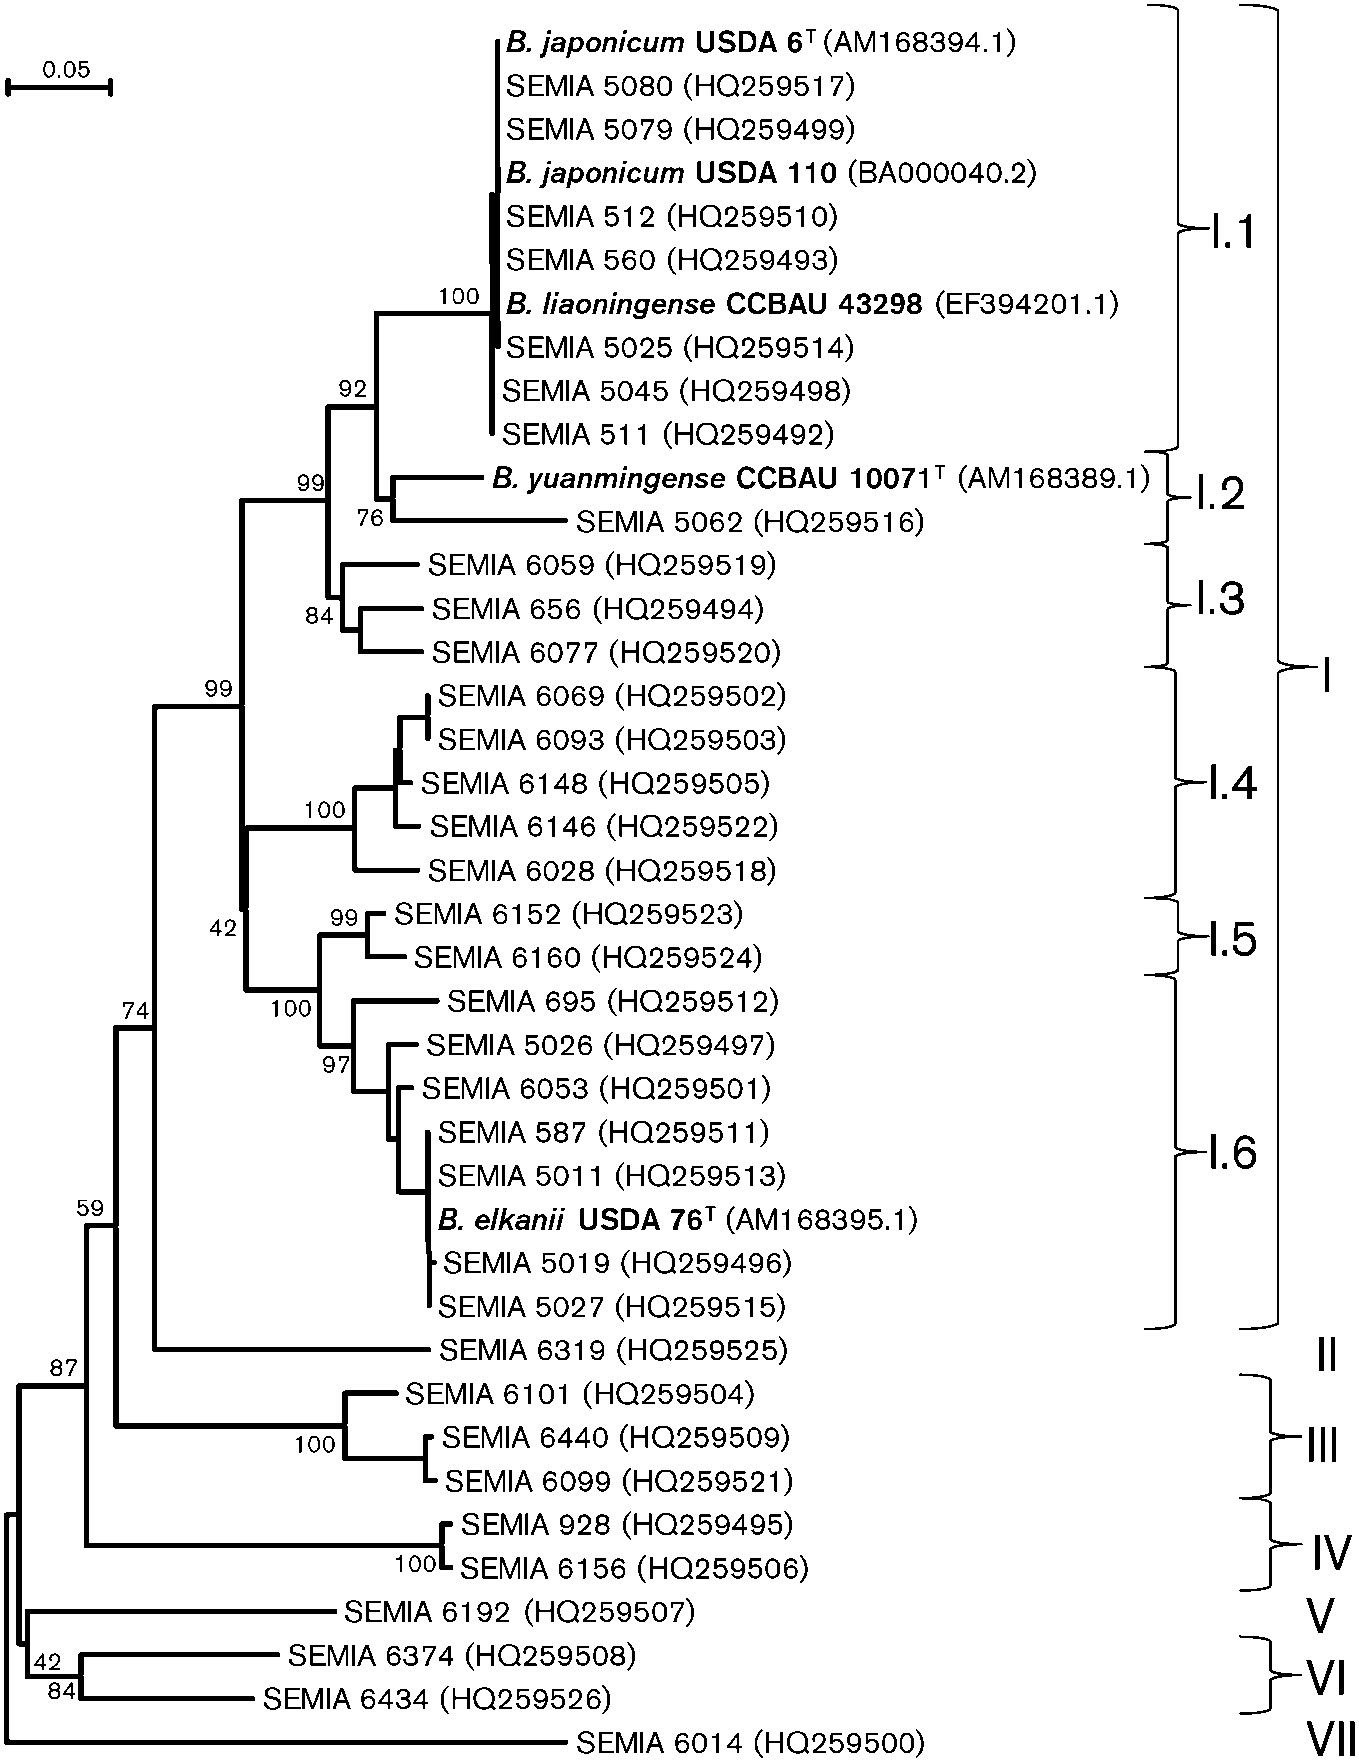 0.05
B. japonicum USDA 6ᵀ (AM168394.1)
SEMIA 5080 (HQ259517)
SEMIA 5079 (HQ259499)
B. japonicum USDA 110 (BA000040.2)
SEMIA 512 (HQ259510)
I.1
SEMIA 560 (HQ259493)
100
B. liaoningense CCBAU 43298 (EF394201.1)
SEMIA 5025 (HQ259514)
92
SEMIA 5045 (HQ259498)
SEMIA 511 (HQ259492)
99
B. yuanmingense CCBAU 10071ᵀ (AM168389.1)
I.2
76
SEMIA 5062 (HQ259516)
SEMIA 6059 (HQ259519)
84
SEMIA 656 (HQ259494)
I.3
SEMIA 6077 (HQ259520)
I
99
SEMIA 6069 (HQ259502)
SEMIA 6093 (HQ259503)
SEMIA 6148 (HQ259505)
I.4
100
SEMIA 6146 (HQ259522)
SEMIA 6028 (HQ259518)
42
99
SEMIA 6152 (HQ259523)
I.5
SEMIA 6160 (HQ259524)
74
100
SEMIA 695 (HQ259512)
97
SEMIA 5026 (HQ259497)
SEMIA 6053 (HQ259501)
SEMIA 587 (HQ259511)
I.6
SEMIA 5011 (HQ259513)
59
B. elkanii USDA 76ᵀ (AM168395.1)
SEMIA 5019 (HQ259496)
SEMIA 5027 (HQ259515)
SEMIA 6319 (HQ259525)
II
87
SEMIA 6101 (HQ259504)
100
SEMIA 6440 (HQ259509)
III
SEMIA 6099 (HQ259521)
SEMIA 928 (HQ259495)
IV
100
SEMIA 6156 (HQ259506)
SEMIA 6192 (HQ259507)
V
42
SEMIA 6374 (HQ259508)
VI
84
SEMIA 6434 (HQ259526)
SEMIA 6014 (HQ259500)
VII